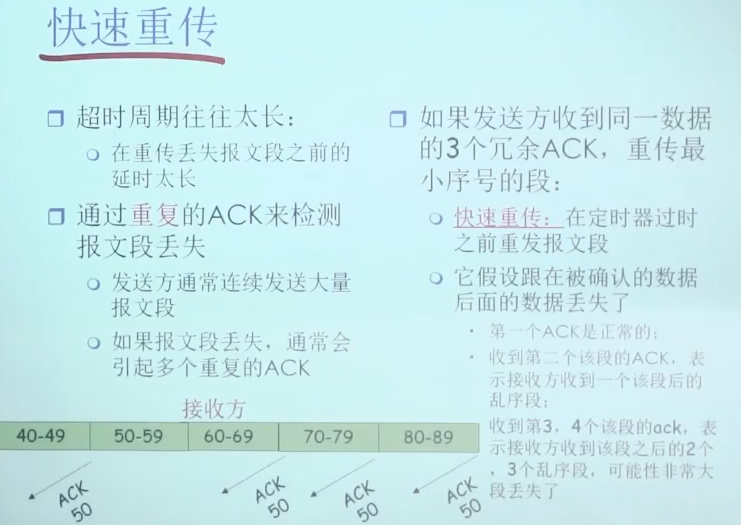 快速重传
超时周期往往太长：
在重传丢失报文段之前的
延时太长
通过重复的ACK来检测
报文段丢失
发送方通常连续发送大量
报文段
如果报文段丢失，通常会
引起多个重复的ACK
如果发送方收到同一数据
的3个冗余ACK，重传最
小序号的段：
快速重传：在定时器过时
之前重发报文段
它假设跟在被确认的数据
后面的数据丢失了
第一个ACK是正常的；
收到第二个该段的ACK，表
示接收方收到一个该段后的
乱序段；
收到第3，4个该段的ack，表
示接收方收到该段之后的2个
，3个乱序段，可能性非常大
段丢失了
接收方
40-49 50-59 60-69 70-79 80-89
ACK
50
ACK
50
ACK
50
ACK
50